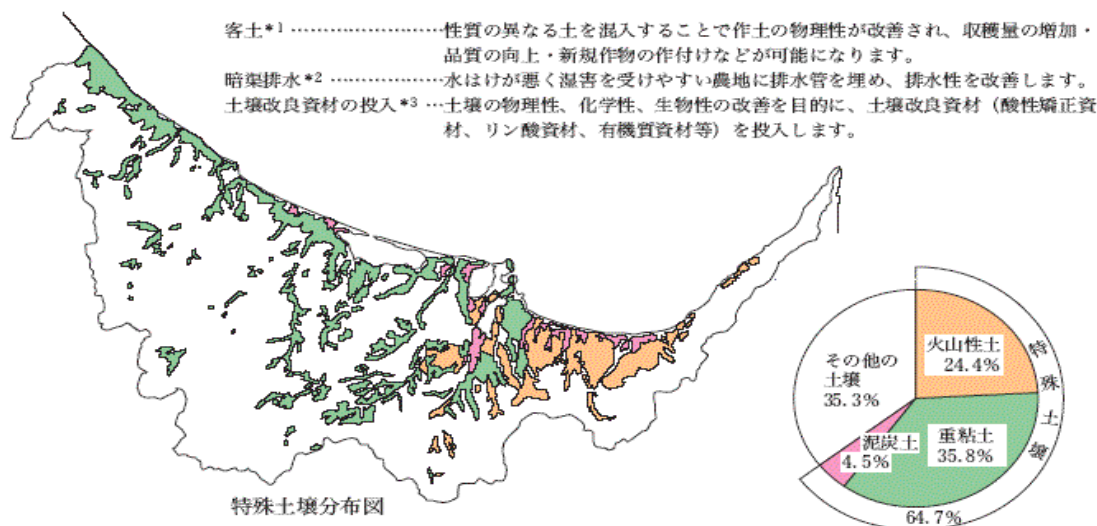 客土*1 ……………………性質の異なる土を混入することで作土の物理性が改善され、収穫量の増加・
品質の向上・新規作物の作付けなどが可能になります。
暗渠排水*2 ………………水はけが悪く湿害を受けやすい農地に排水管を埋め、排水性を改善します。
土壌改良資材の投入*3 …土壌の物理性、化学性、生物性の改善を目的に、土壌改良資材（酸性矯正資
材、リン酸資材、有機質資材等）を投入します。
特殊土壌分布図
火山性土
24.4%
その他の
土壌
35.3%
重粘土
35.8%
泥炭土
4.5%
特殊土壌
64.7%